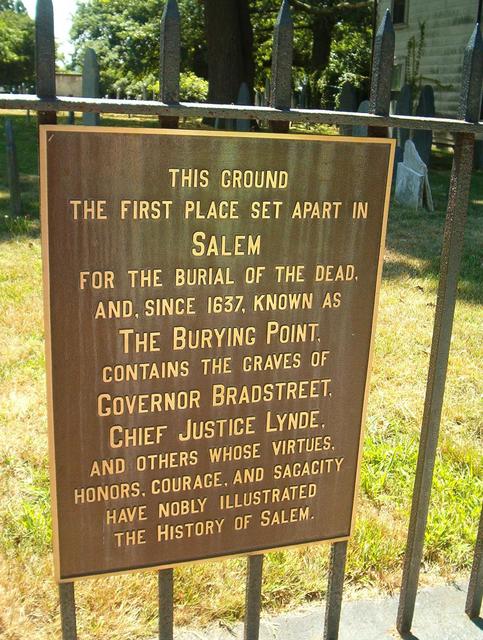 THIS GROUND
THE FIRST PLACE SET APART IN
SALEM
FOR THE BURIAL OF THE DEAD,
AND, SINCE 1637, KNOWN AS
THE BURYING POINT,
CONTAINS THE GRAVES OF
GOVERNOR BRADSTREET,
CHIEF JUSTICE LYNDE,
AND OTHERS WHOSE VIRTUES,
HONORS, COURAGE, AND SAGACITY
HAVE NOBLY ILLUSTRATED
THE HISTORY OF SALEM.